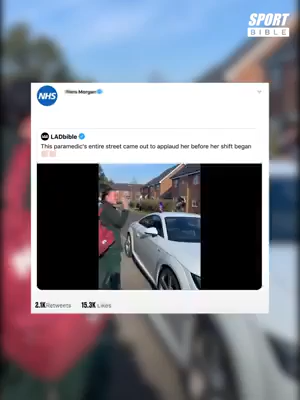 SPORT
BIBLE
NHS
Piers Morgan
LADbible
This paramedic's entire street came out to applaud her before her shift began
2.1K Retweets 15.3K Likes